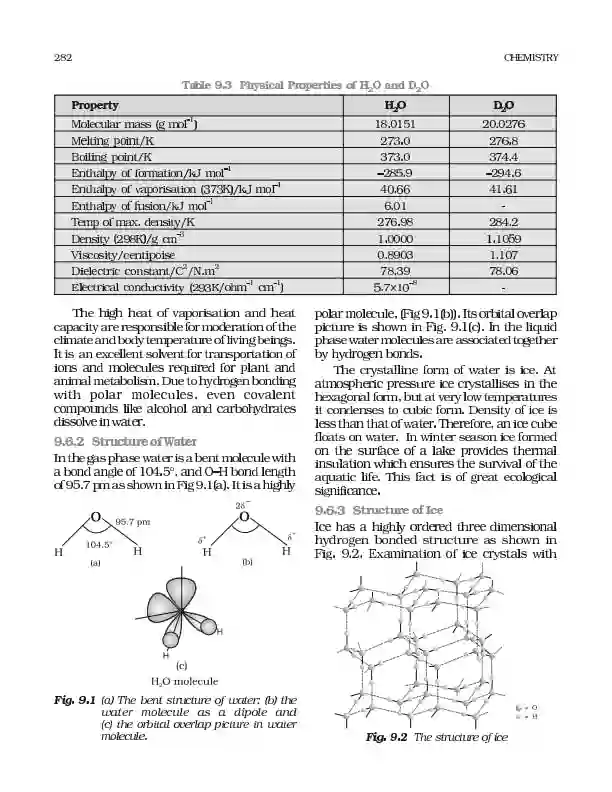 282
CHEMISTRY
Table 9.3 Physical Properties of H₂O and D₂O
Property H₂O D₂O
Molecular mass (g mol⁻¹) 18.0151 20.0276
Melting point/K 273.0 276.8
Boiling point/K 373.0 374.4
Enthalpy of formation/kJ mol⁻¹ –285.9 –294.6
Enthalpy of vaporisation (373K)/kJ mol⁻¹ 40.66 41.61
Enthalpy of fusion/kJ mol⁻¹ 6.01 -
Temp of max. density/K 276.98 284.2
Density (298K)/g cm⁻³ 1.0000 1.1059
Viscosity/centipoise 0.8903 1.107
Dielectric constant/C²/N.m² 78.39 78.06
Electrical conductivity (293K/ohm⁻¹ cm⁻¹) 5.7×10⁻⁸ -
The high heat of vaporisation and heat
capacity are responsible for moderation of the
climate and body temperature of living beings.
It is an excellent solvent for transportation of
ions and molecules required for plant and
animal metabolism. Due to hydrogen bonding
with polar molecules, even covalent
compounds like alcohol and carbohydrates
dissolve in water.
9.6.2 Structure of Water
In the gas phase water is a bent molecule with
a bond angle of 104.5°, and O–H bond length
of 95.7 pm as shown in Fig 9.1(a). It is a highly
O 95.7 pm
104.5°
H H
(a)
2δ⁻
O
δ⁺ δ⁺
H H
(b)
H
H
(c)
H₂O molecule
Fig. 9.1 (a) The bent structure of water; (b) the
water molecule as a dipole and
(c) the orbital overlap picture in water
molecule.
polar molecule, (Fig 9.1(b)). Its orbital overlap
picture is shown in Fig. 9.1(c). In the liquid
phase water molecules are associated together
by hydrogen bonds.
The crystalline form of water is ice. At
atmospheric pressure ice crystallises in the
hexagonal form, but at very low temperatures
it condenses to cubic form. Density of ice is
less than that of water. Therefore, an ice cube
floats on water. In winter season ice formed
on the surface of a lake provides thermal
insulation which ensures the survival of the
aquatic life. This fact is of great ecological
significance.
9.6.3 Structure of Ice
Ice has a highly ordered three dimensional
hydrogen bonded structure as shown in
Fig. 9.2. Examination of ice crystals with
= O
= H
Fig. 9.2 The structure of ice